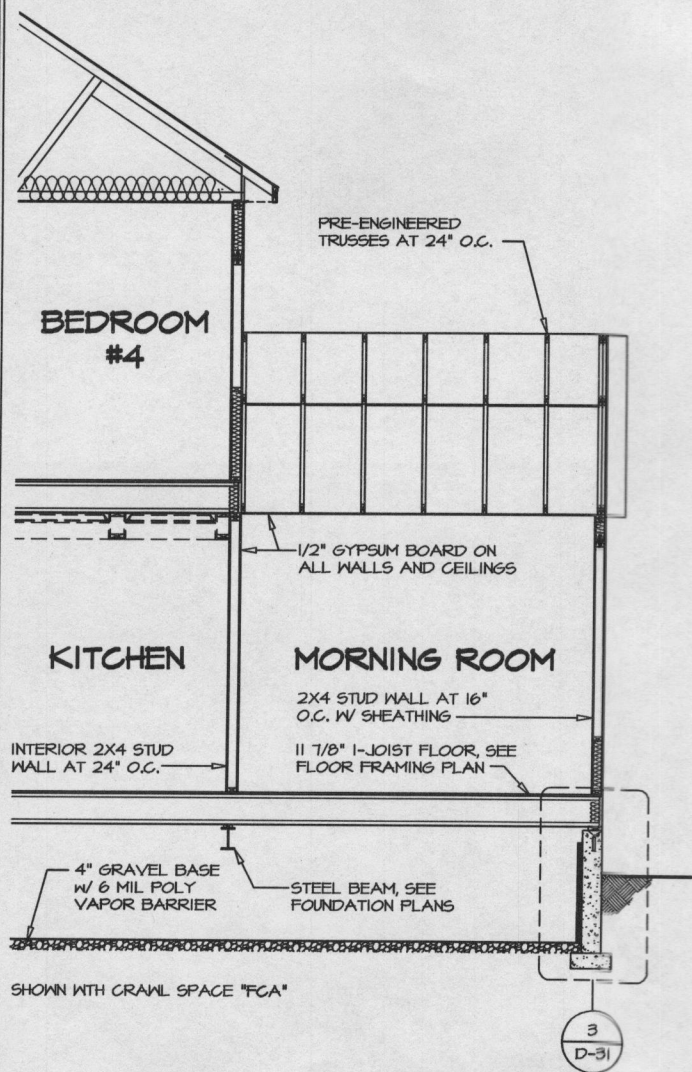 PRE-ENGINEERED
TRUSSES AT 24" O.C.
BEDROOM
#4
1/2" GYPSUM BOARD ON
ALL WALLS AND CEILINGS
KITCHEN
MORNING ROOM
2X4 STUD WALL AT 16"
O.C. W/ SHEATHING
INTERIOR 2X4 STUD
WALL AT 24" O.C.
11 7/8" I-JOIST FLOOR, SEE
FLOOR FRAMING PLAN
4" GRAVEL BASE
W/ 6 MIL POLY
VAPOR BARRIER
STEEL BEAM, SEE
FOUNDATION PLANS
SHOWN WTH CRAWL SPACE "FCA"
3
D-31